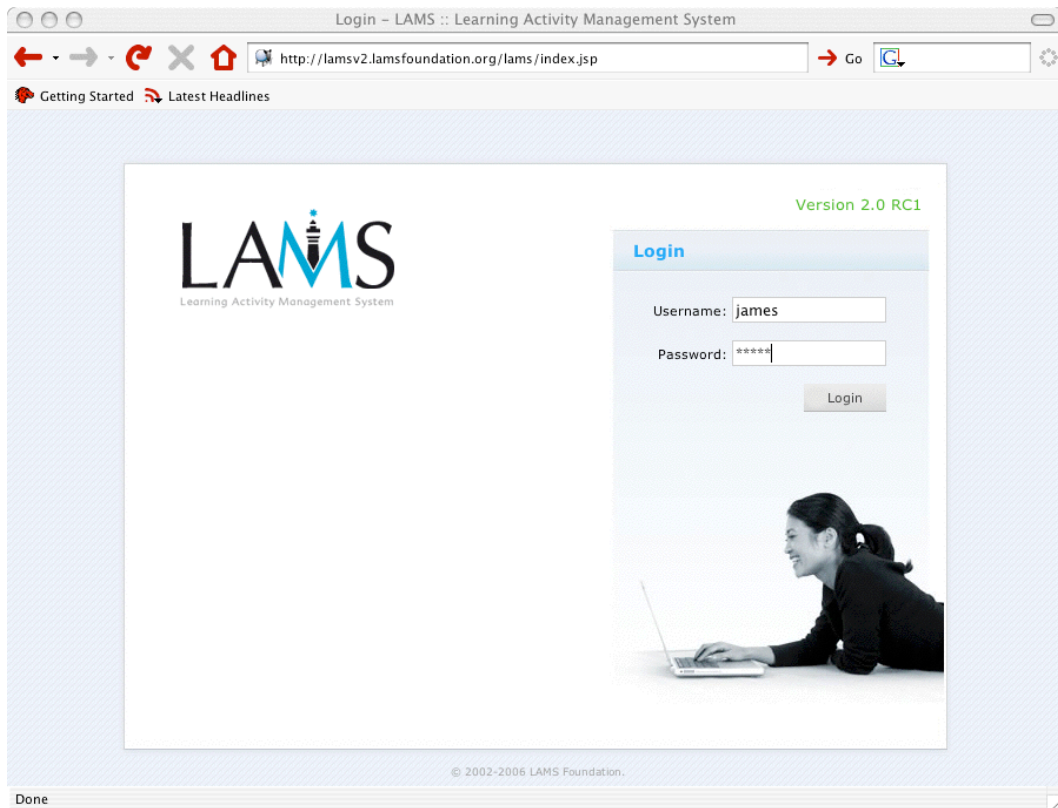 Login – LAMS :: Learning Activity Management System
http://lamsv2.lamsfoundation.org/lams/index.jsp
Go
G
Getting Started Latest Headlines
Version 2.0 RC1
LAMS
Learning Activity Management System
Login
Username: james
Password: *****
Login
© 2002-2006 LAMS Foundation.
Done